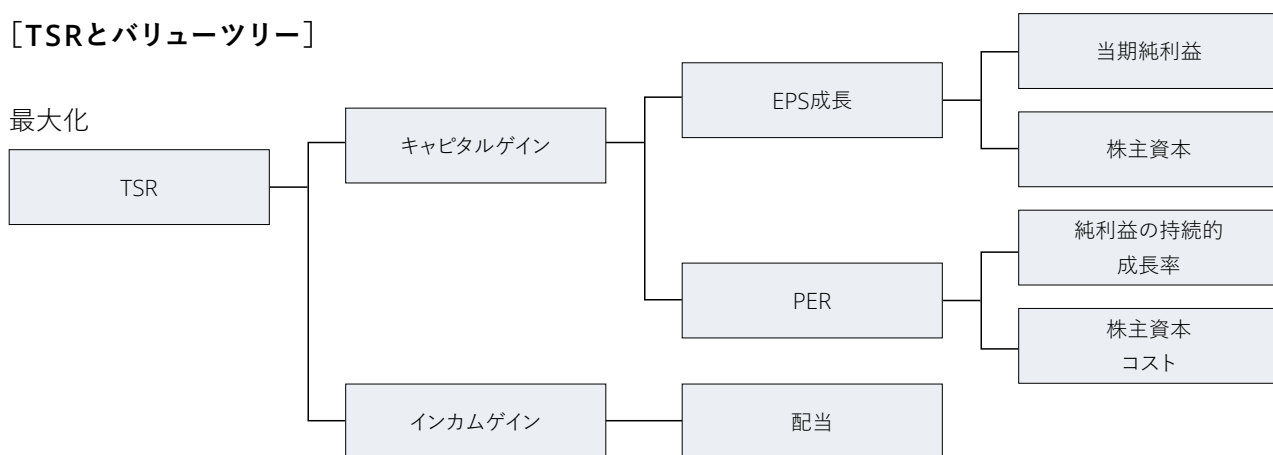 [TSRとバリューツリー]
最大化
TSR
キャピタルゲイン
インカムゲイン
EPS成長
PER
配当
当期純利益
株主資本
純利益の持続的
成長率
株主資本
コスト